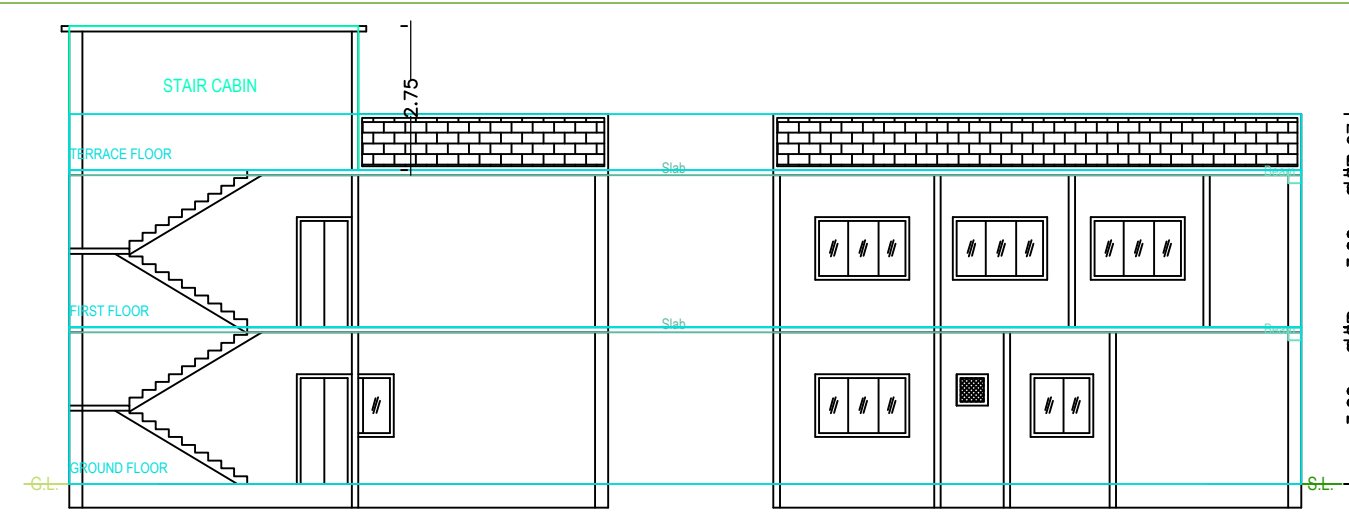 STAIR CABIN
2.75
TERRACE FLOOR
Slab
FIRST FLOOR
Slab
GROUND FLOOR
G.L.
S.L.